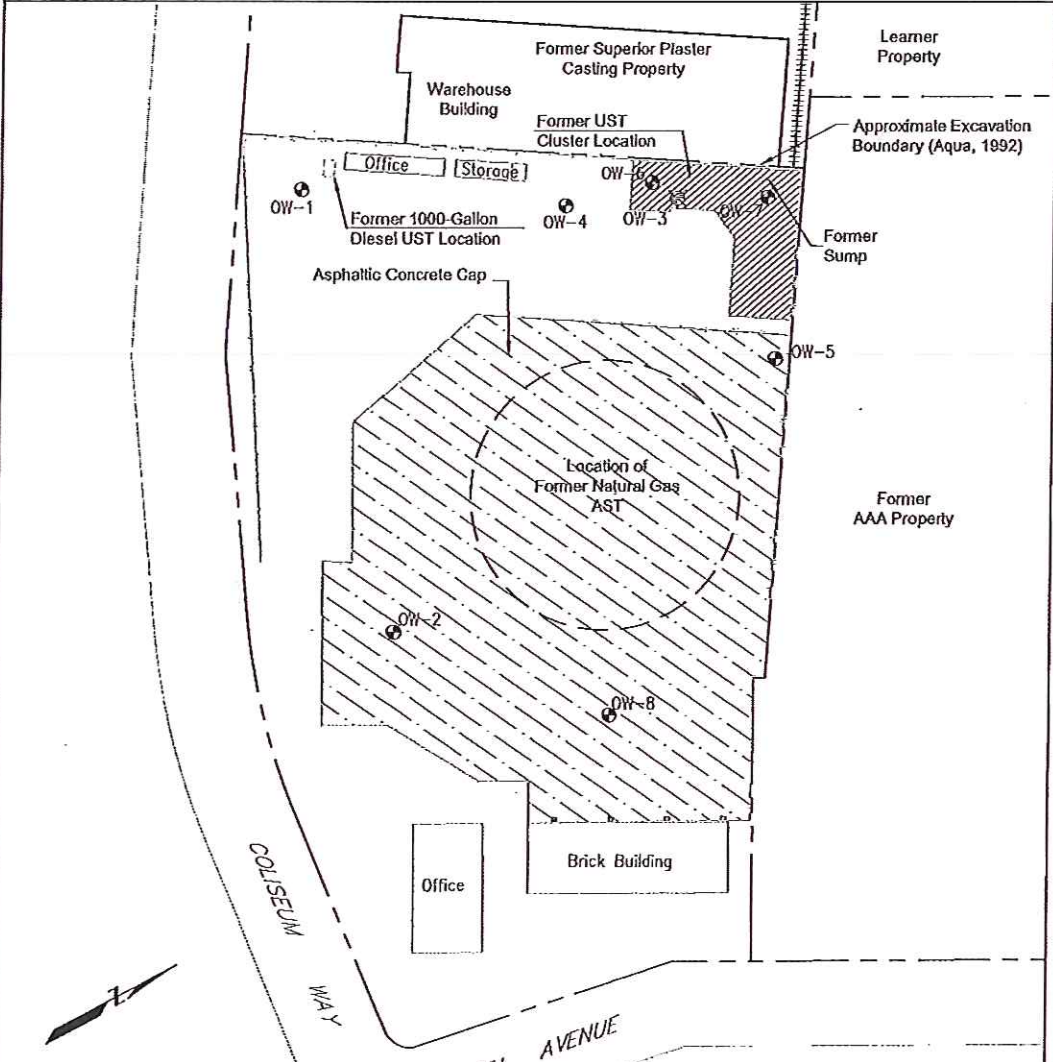 Former Superior Plaster
Casting Property
Learner
Property
Warehouse
Building
Former UST
Cluster Location
Approximate Excavation
Boundary (Aqua, 1992)
Office
Storage
OW-6
OW-1
OW-4
OW-3
OW-7
Former 1000-Gallon
Diesel UST Location
Former
Sump
Asphaltic Concrete Cap
OW-5
Location of
Former Natural Gas
AST
Former
AAA Property
OW-2
OW-8
Brick Building
Office
COLISEUM
WAY
Z
AVENUE